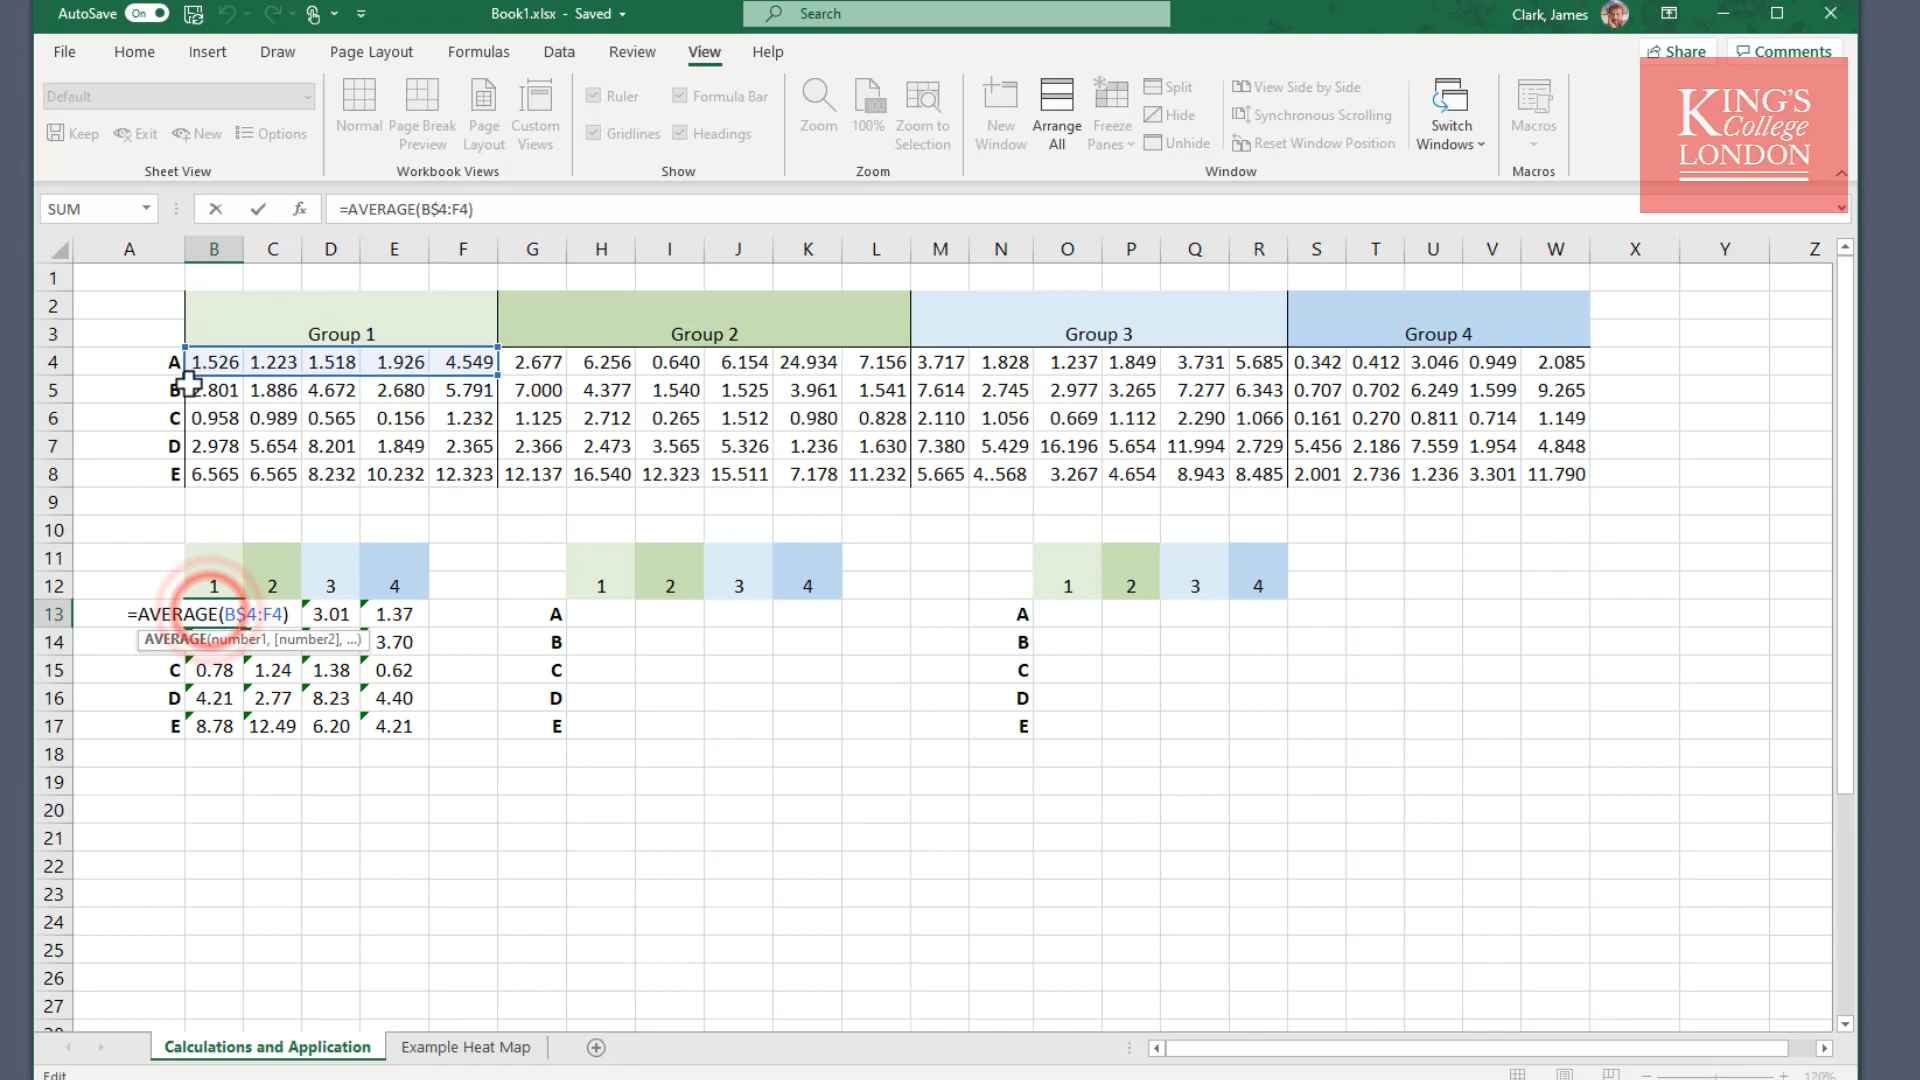 AutoSave On Book1.xlsx - Saved Search Clark, James
File Home Insert Draw Page Layout Formulas Data Review View Help Share Comments
Default
Keep Exit New Options
Sheet View
Normal Page Break Preview Page Layout Custom Views
Workbook Views
Ruler Formula Bar
Gridlines Headings
Show
Zoom 100% Zoom to Selection
Zoom
New Window Arrange All Freeze Panes
Split View Side by Side
Hide Synchronous Scrolling
Unhide Reset Window Position
Switch Windows
Window
Macros
Macros
KING'S
College
LONDON
SUM fx =AVERAGE(B$4:F4)
A B C D E F G H I J K L M N O P Q R S T U V W X Y Z
1
2
3 Group 1 Group 2 Group 3 Group 4
4 A 1.526 1.223 1.518 1.926 4.549 2.677 6.256 0.640 6.154 24.934 7.156 3.717 1.828 1.237 1.849 3.731 5.685 0.342 0.412 3.046 0.949 2.085
5 B 2.801 1.886 4.672 2.680 5.791 7.000 4.377 1.540 1.525 3.961 1.541 7.614 2.745 2.977 3.265 7.277 6.343 0.707 0.702 6.249 1.599 9.265
6 C 0.958 0.989 0.565 0.156 1.232 1.125 2.712 0.265 1.512 0.980 0.828 2.110 1.056 0.669 1.112 2.290 1.066 0.161 0.270 0.811 0.714 1.149
7 D 2.978 5.654 8.201 1.849 2.365 2.366 2.473 3.565 5.326 1.236 1.630 7.380 5.429 16.196 5.654 11.994 2.729 5.456 2.186 7.559 1.954 4.848
8 E 6.565 6.565 8.232 10.232 12.323 12.137 16.540 12.323 15.511 7.178 11.232 5.665 4..568 3.267 4.654 8.943 8.485 2.001 2.736 1.236 3.301 11.790
9
10
11
12 1 2 3 4 1 2 3 4 1 2 3 4
13 =AVERAGE(B$4:F4) 3.01 1.37 A A
14 AVERAGE(number1, [number2], ...) 3.70 B B
15 C 0.78 1.24 1.38 0.62 C C
16 D 4.21 2.77 8.23 4.40 D D
17 E 8.78 12.49 6.20 4.21 E E
18
19
20
21
22
23
24
25
26
27
28
Calculations and Application Example Heat Map
Edit 120%